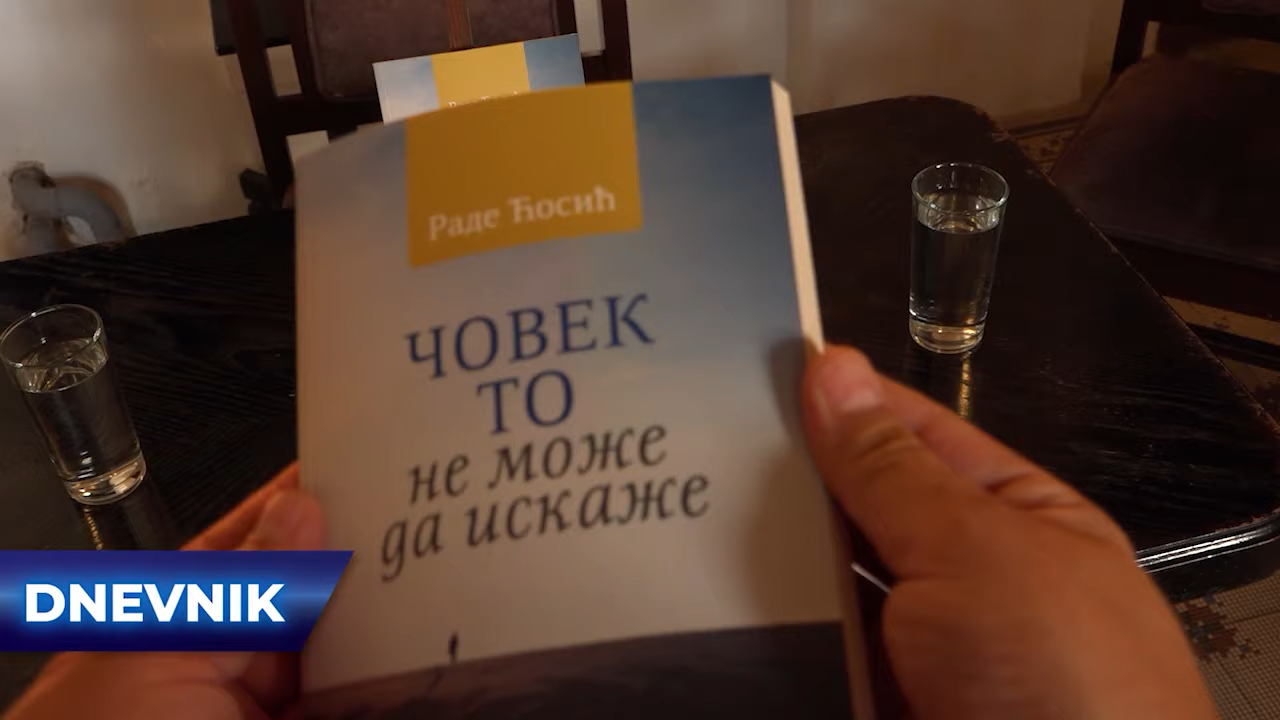 Раде Ћосић
ЧОВЕК
ТО
не може
да искаже
DNEVNIK